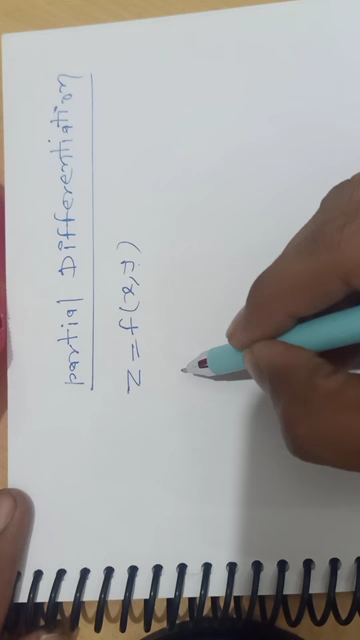 partial Differentiation
Z = f(x,y)